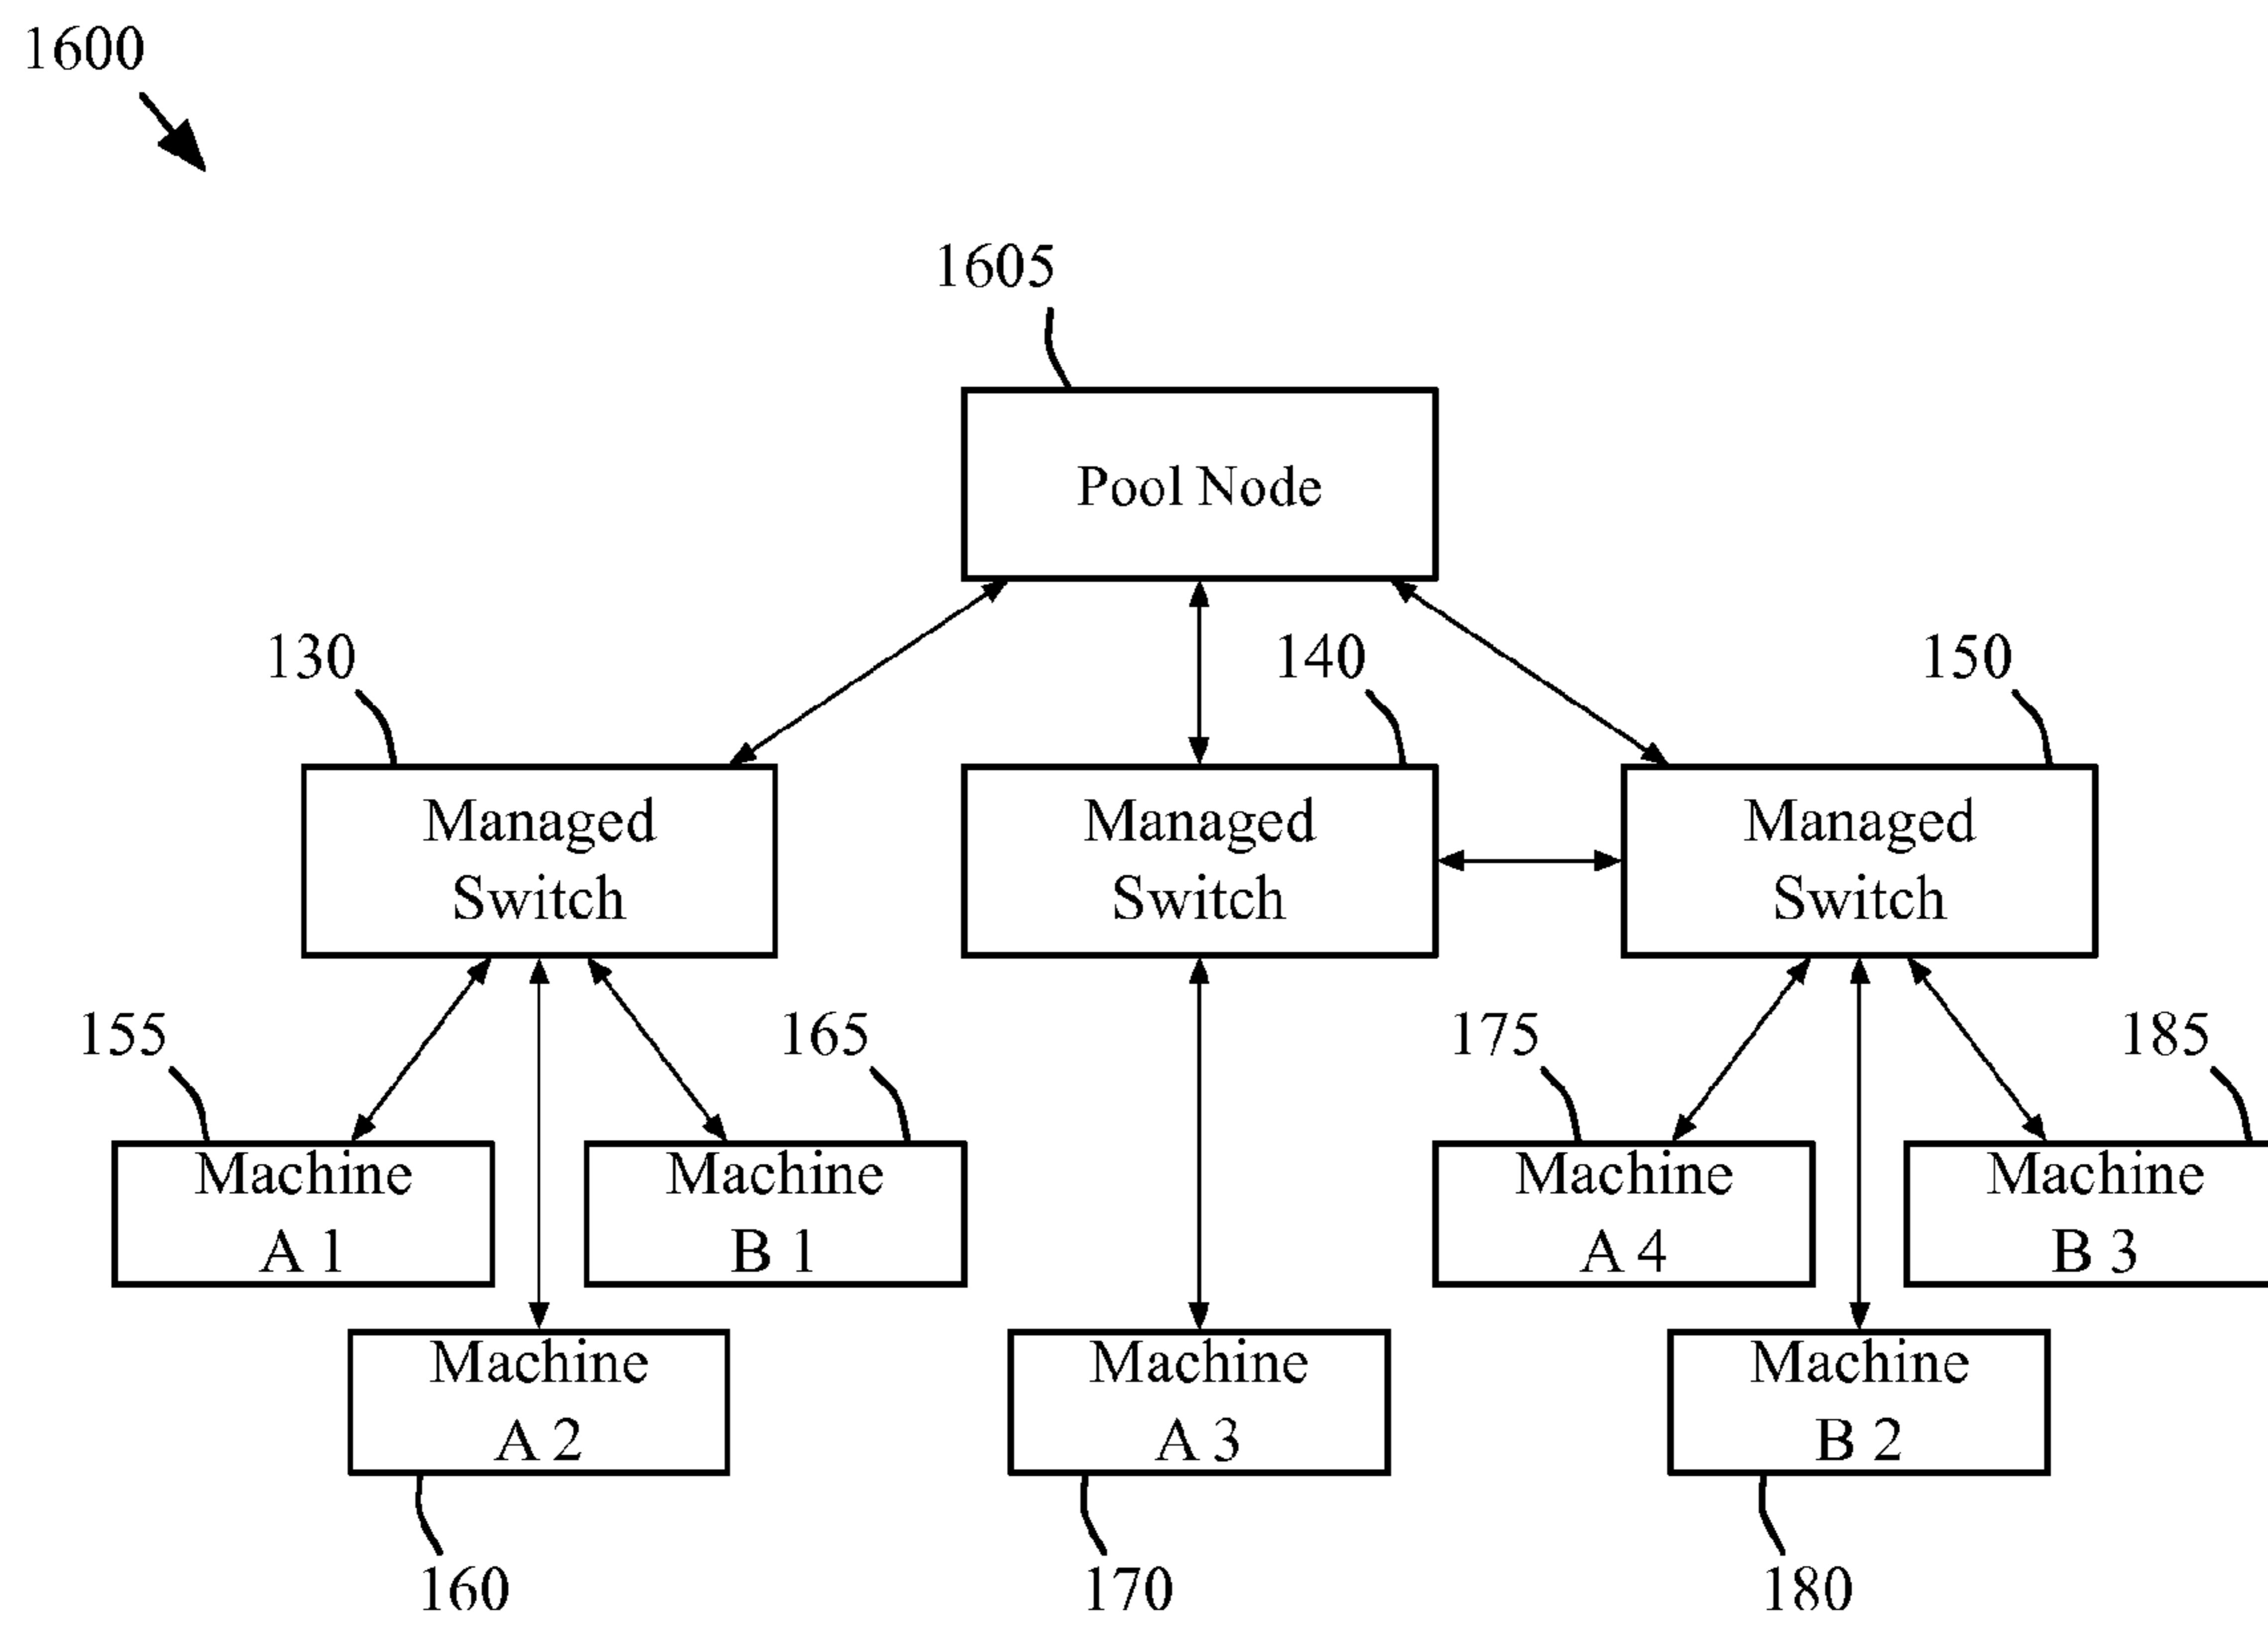 1600
1605
Pool Node
130
140
150
Managed
Switch
Managed
Switch
Managed
Switch
155
165
175
185
Machine
A 1
Machine
B 1
Machine
A 4
Machine
B 3
Machine
A 2
Machine
A 3
Machine
B 2
160
170
180